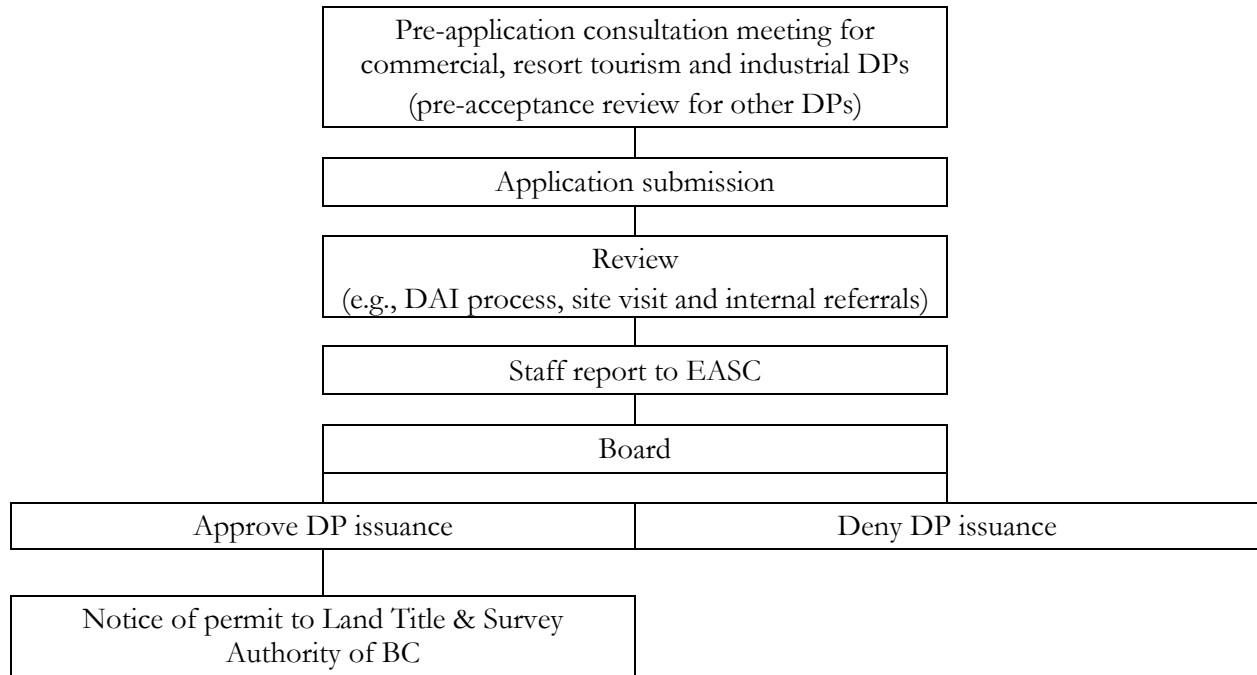 Pre-application consultation meeting for
commercial, resort tourism and industrial DPs
(pre-acceptance review for other DPs)
Application submission
Review
(e.g., DAI process, site visit and internal referrals)
Staff report to EASC
Board
Approve DP issuance
Deny DP issuance
Notice of permit to Land Title & Survey
Authority of BC